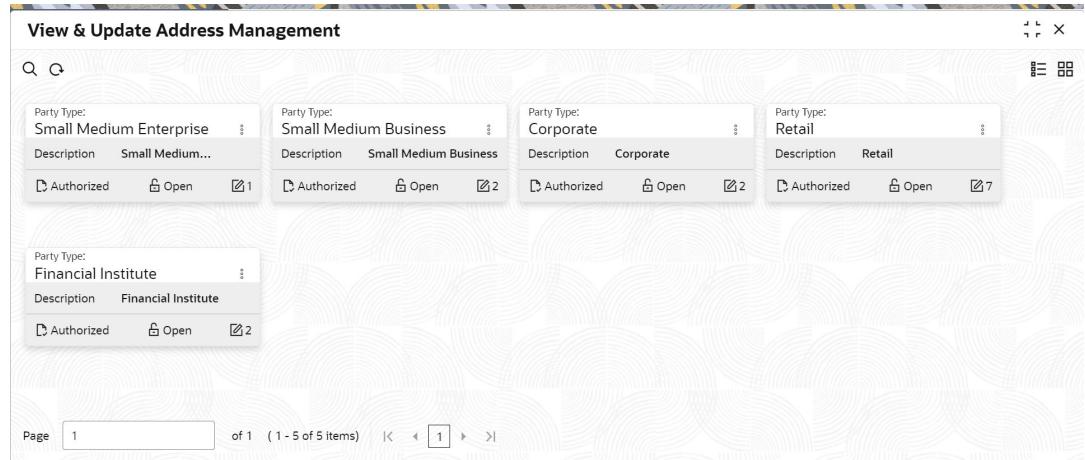 View & Update Address Management
Party Type: Party Type: Party Type: Party Type:
Small Medium Enterprise Small Medium Business Corporate Retail
Description Small Medium... Description Small Medium Business Description Corporate Description Retail
Authorized Open 1 Authorized Open 2 Authorized Open 2 Authorized Open 7
Party Type:
Financial Institute
Description Financial Institute
Authorized Open 2
Page 1 of 1 ( 1 - 5 of 5 items) 1